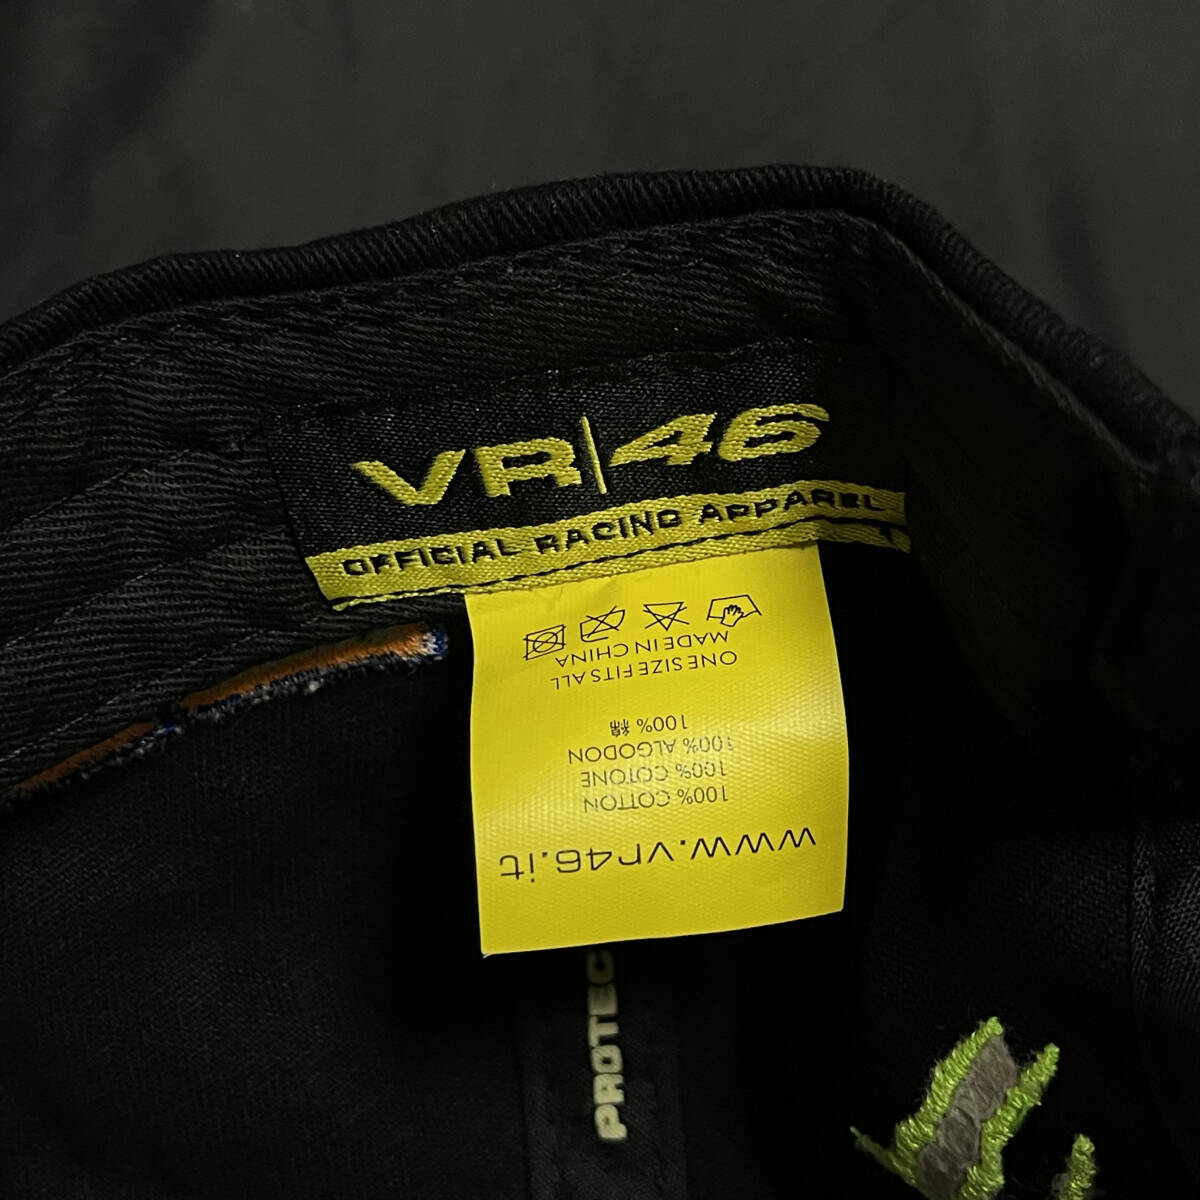 VR|46
OFFICIAL RACING APPAREL
www.vr46.it
100% COTTON
100% COTONE
100% ALGODON
100% 綿
ONE SIZE FITS ALL
MADE IN CHINA
PROTEC